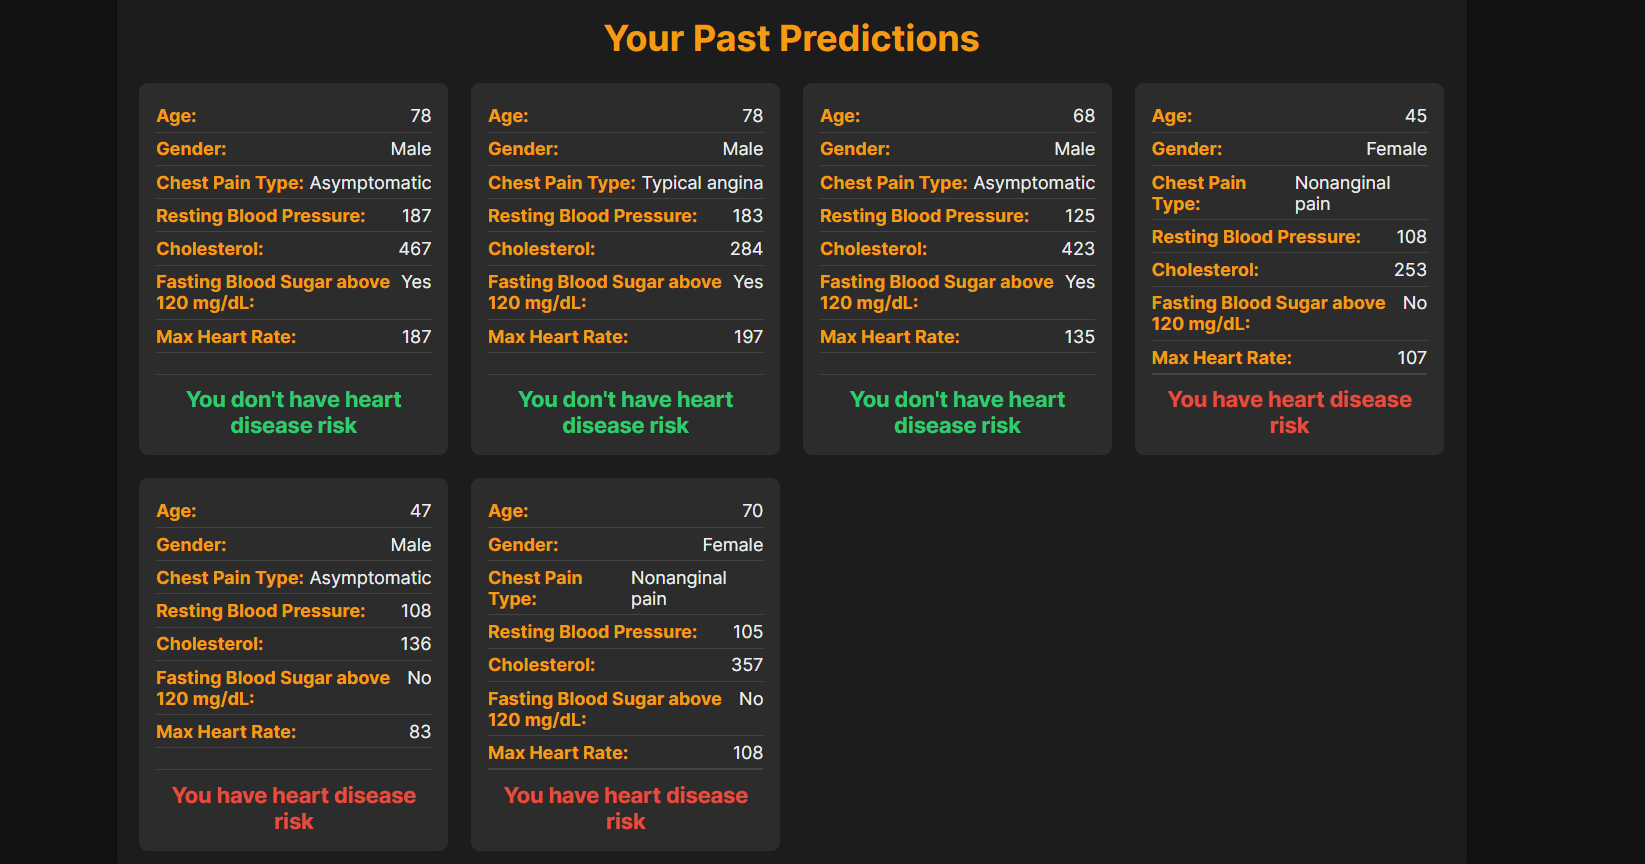 Your Past Predictions
Age: 78
Gender: Male
Chest Pain Type: Asymptomatic
Resting Blood Pressure: 187
Cholesterol: 467
Fasting Blood Sugar above Yes
120 mg/dL:
Max Heart Rate: 187
You don't have heart
disease risk
Age: 78
Gender: Male
Chest Pain Type: Typical angina
Resting Blood Pressure: 183
Cholesterol: 284
Fasting Blood Sugar above Yes
120 mg/dL:
Max Heart Rate: 197
You don't have heart
disease risk
Age: 68
Gender: Male
Chest Pain Type: Asymptomatic
Resting Blood Pressure: 125
Cholesterol: 423
Fasting Blood Sugar above Yes
120 mg/dL:
Max Heart Rate: 135
You don't have heart
disease risk
Age: 45
Gender: Female
Chest Pain Nonanginal
Type: pain
Resting Blood Pressure: 108
Cholesterol: 253
Fasting Blood Sugar above No
120 mg/dL:
Max Heart Rate: 107
You have heart disease
risk
Age: 47
Gender: Male
Chest Pain Type: Asymptomatic
Resting Blood Pressure: 108
Cholesterol: 136
Fasting Blood Sugar above No
120 mg/dL:
Max Heart Rate: 83
You have heart disease
risk
Age: 70
Gender: Female
Chest Pain Nonanginal
Type: pain
Resting Blood Pressure: 105
Cholesterol: 357
Fasting Blood Sugar above No
120 mg/dL:
Max Heart Rate: 108
You have heart disease
risk